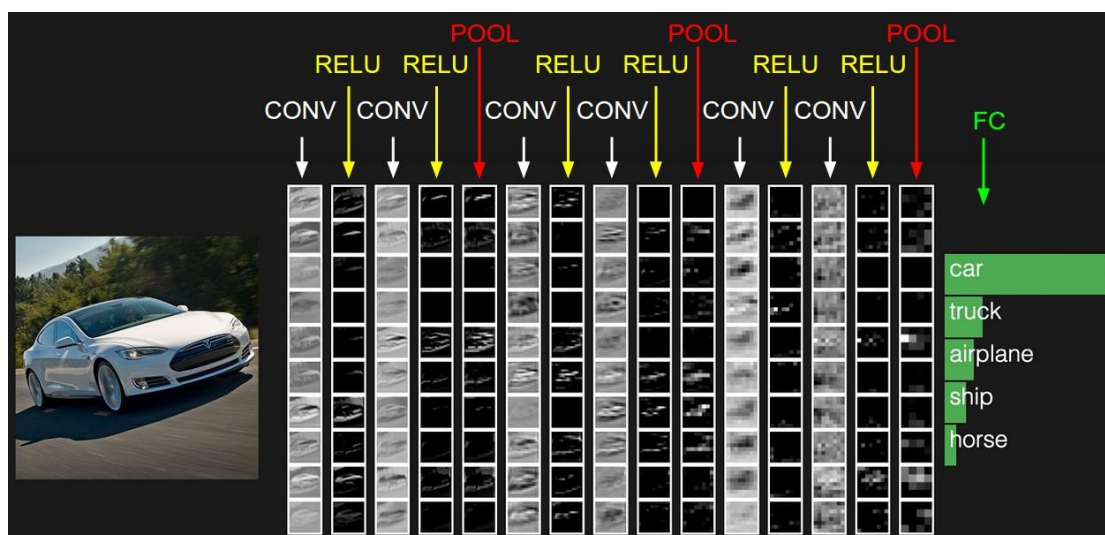 POOL POOL POOL
RELU RELU RELU RELU RELU RELU
CONV CONV CONV CONV CONV CONV
FC
car
truck
airplane
ship
horse